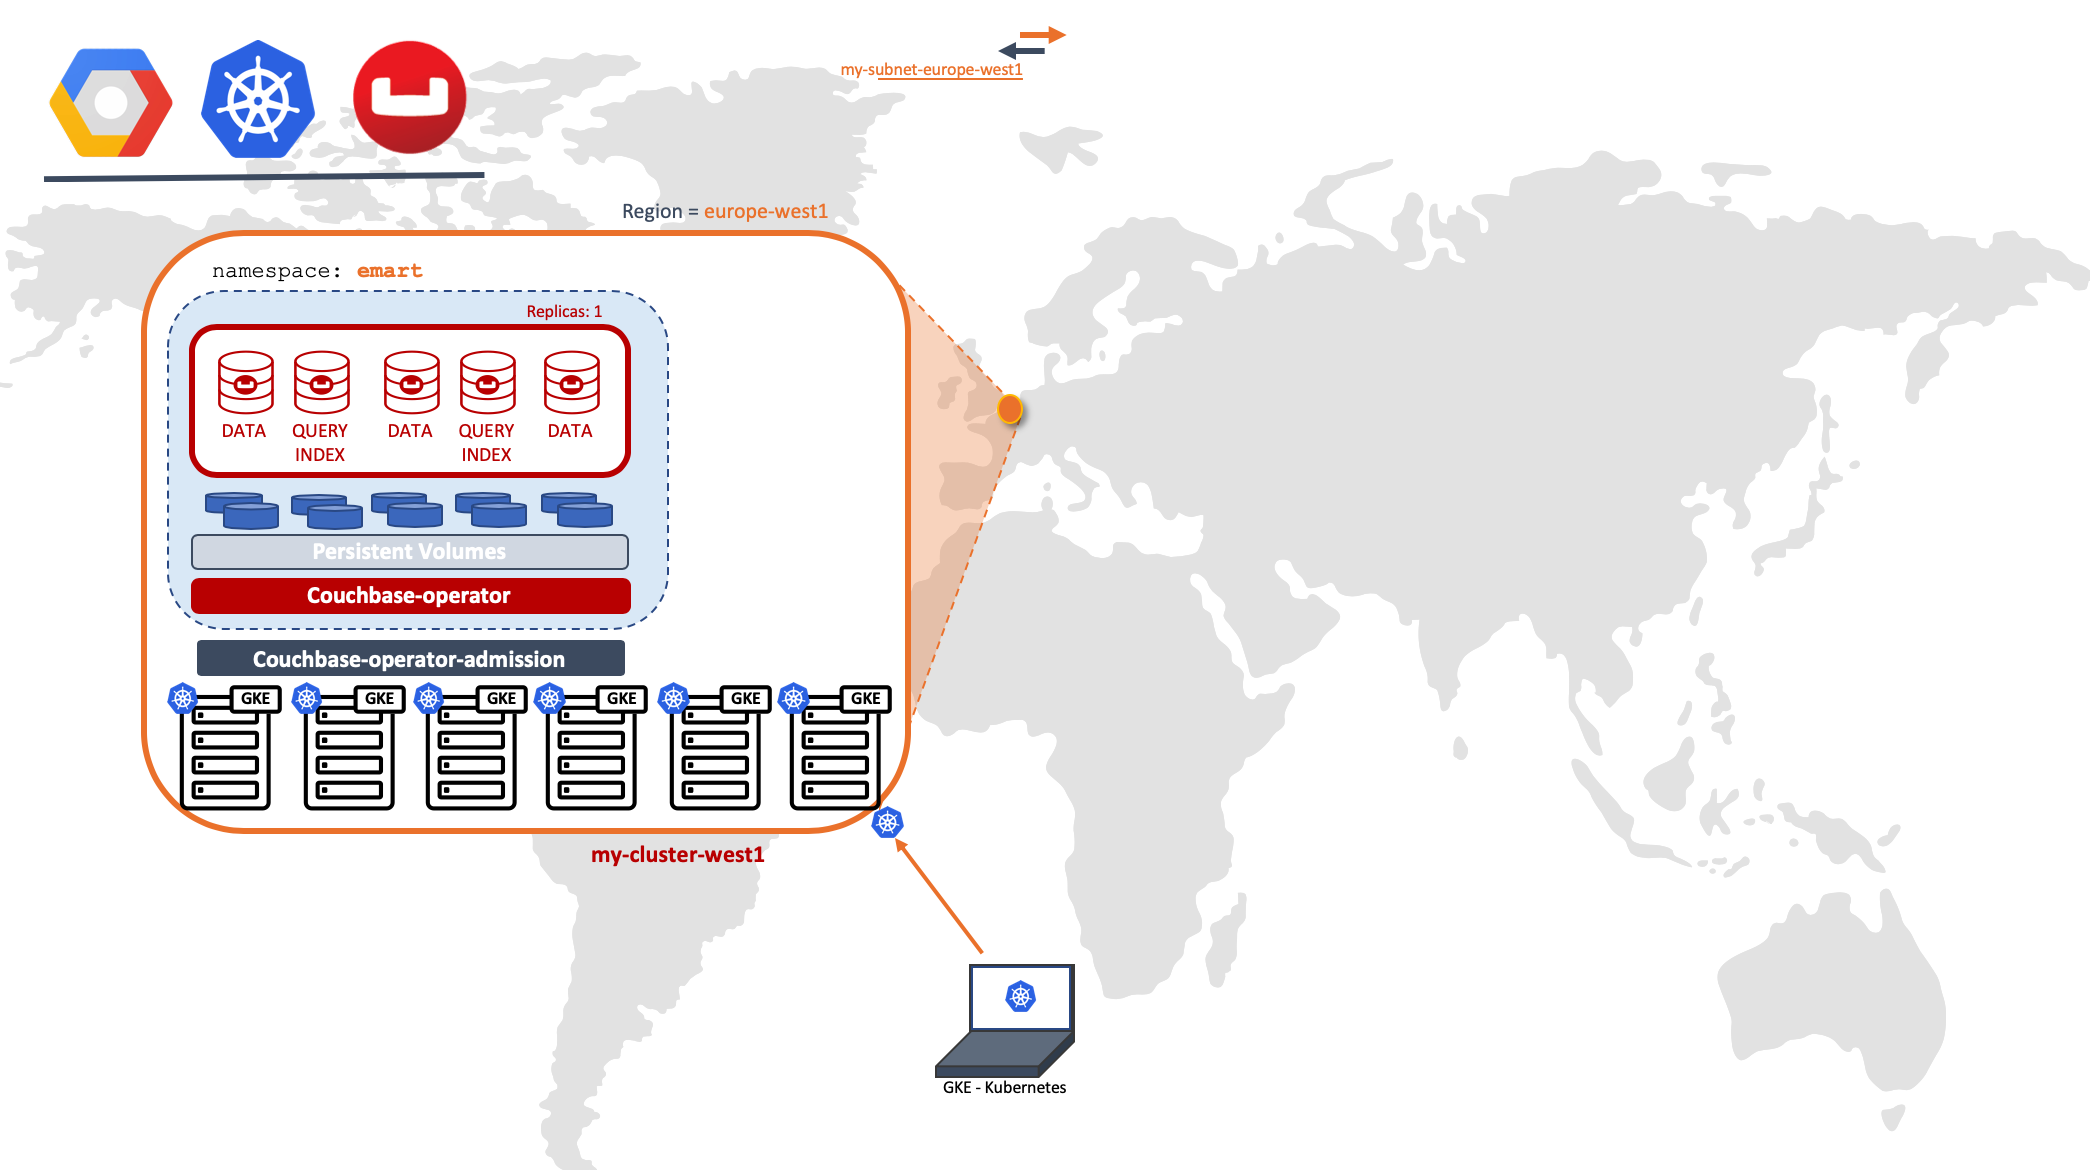 my-subnet-europe-west1
Region = europe-west1
namespace: emart
Replicas: 1
DATA QUERY DATA QUERY DATA
INDEX INDEX
Persistent Volumes
Couchbase-operator
Couchbase-operator-admission
GKE GKE GKE GKE GKE GKE
my-cluster-west1
GKE - Kubernetes